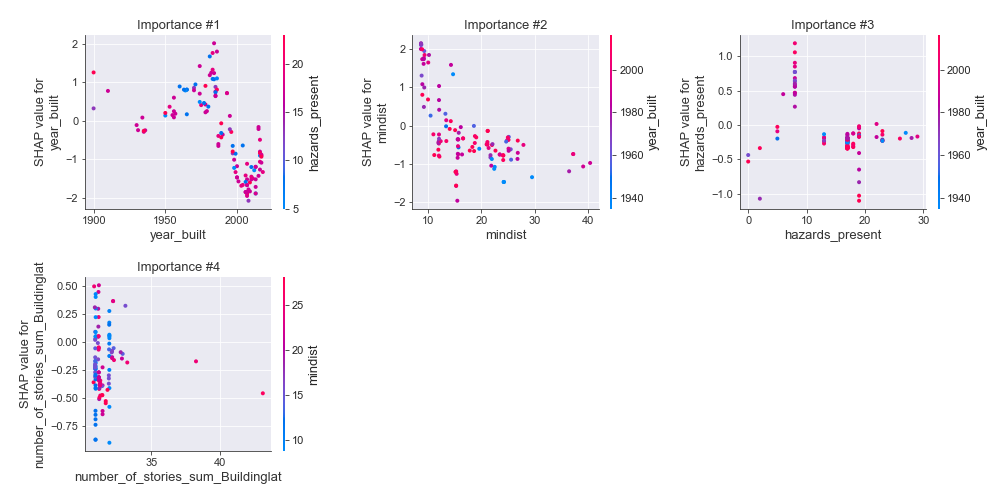 Importance #1
SHAP value for
year_built
2
1
0
−1
−2
1900
1950
2000
year_built
20
15
10
5
hazards_present
Importance #2
SHAP value for
mindist
2
1
0
−1
−2
10
20
30
40
mindist
2000
1980
1960
1940
year_built
Importance #3
SHAP value for
hazards_present
1.0
0.5
0.0
−0.5
−1.0
0
10
20
30
hazards_present
2000
1980
1960
1940
year_built
Importance #4
SHAP value for
number_of_stories_sum_Buildinglat
0.50
0.25
0.00
−0.25
−0.50
−0.75
35
40
number_of_stories_sum_Buildinglat
25
20
15
10
mindist